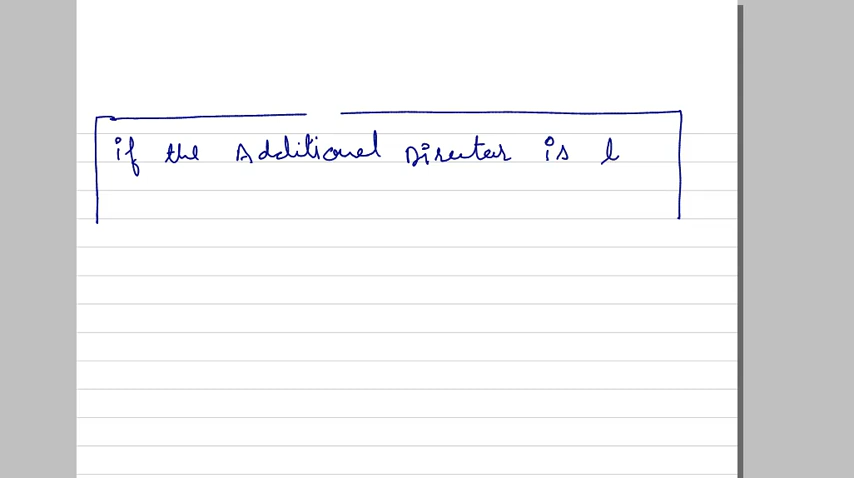 if the Additional Director is l